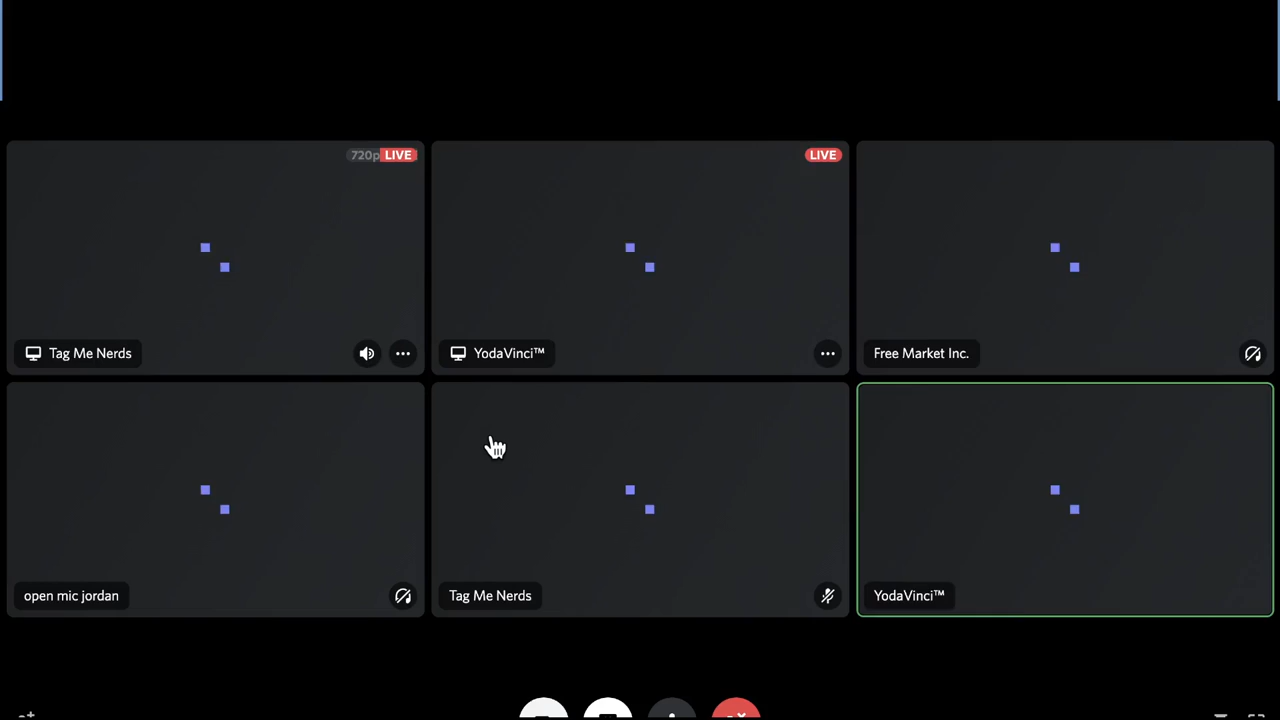 720p LIVE
LIVE
Tag Me Nerds
YodaVinci™
Free Market Inc.
open mic jordan
Tag Me Nerds
YodaVinci™